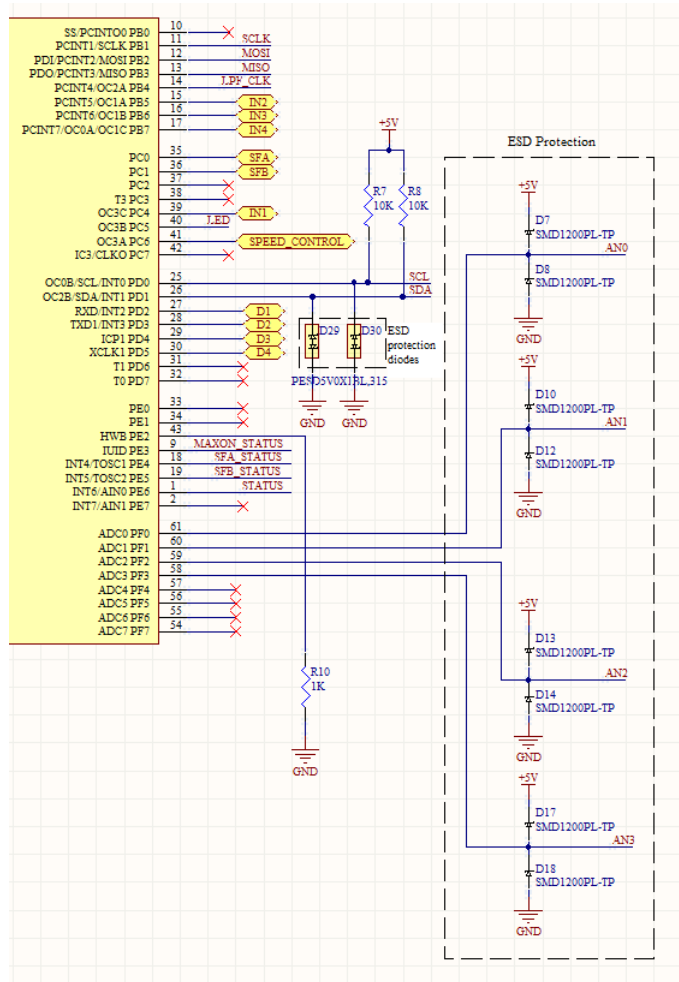 10
SS/PCINTO0 PB0
11
PCINT1/SCLK PB1
SCLK
12
PDI/PCINT2/MOSI PB2
MOSI
13
PDO/PCINT3/MISO PB3
MISO
14
PCINT4/OC2A PB4
LPF_CLK
15
PCINT5/OC1A PB5
IN2
16
PCINT6/OC1B PB6
IN3
17
PCINT7/OC0A/OC1C PB7
IN4
35
PC0
SFA
36
PC1
SFB
37
PC2
38
T3 PC3
39
OC3C PC4
IN1
40
OC3B PC5
LED
41
OC3A PC6
SPEED_CONTROL
42
IC3/CLKO PC7
25
OC0B/SCL/INT0 PD0
SCL
26
OC2B/SDA/INT1 PD1
SDA
27
RXD/INT2 PD2
D1
28
TXD1/INT3 PD3
D2
29
ICP1 PD4
D3
30
XCLK1 PD5
D4
31
T1 PD6
32
T0 PD7
33
PE0
34
PE1
43
HWB PE2
9
IUID PE3
MAXON_STATUS
18
INT4/TOSC1 PE4
SFA_STATUS
19
INT5/TOSC2 PE5
SFB_STATUS
1
INT6/AIN0 PE6
STATUS
2
INT7/AIN1 PE7
61
ADC0 PF0
60
ADC1 PF1
59
ADC2 PF2
58
ADC3 PF3
57
ADC4 PF4
56
ADC5 PF5
55
ADC6 PF6
54
ADC7 PF7
+5V
R7
10K
R8
10K
D29
D30
ESD
protection
diodes
PESD5V0X1BL,315
GND
GND
R10
1K
GND
ESD Protection
+5V
D7
SMD1200PL-TP
AN0
D8
SMD1200PL-TP
GND
+5V
D10
SMD1200PL-TP
AN1
D12
SMD1200PL-TP
GND
+5V
D13
SMD1200PL-TP
AN2
D14
SMD1200PL-TP
GND
+5V
D17
SMD1200PL-TP
AN3
D18
SMD1200PL-TP
GND